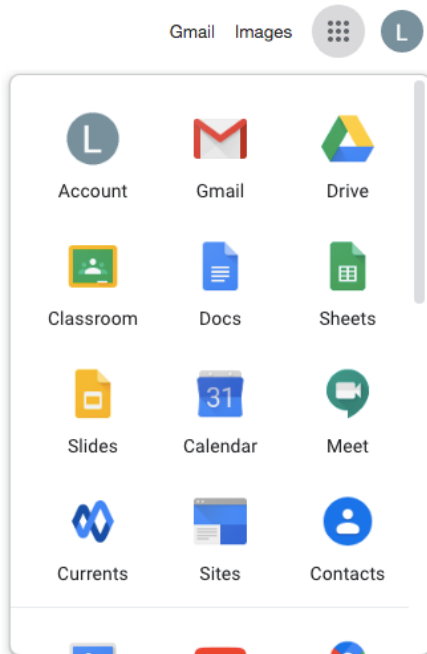 Gmail Images L
L
Account Gmail Drive
Classroom Docs Sheets
31
Slides Calendar Meet
Currents Sites Contacts